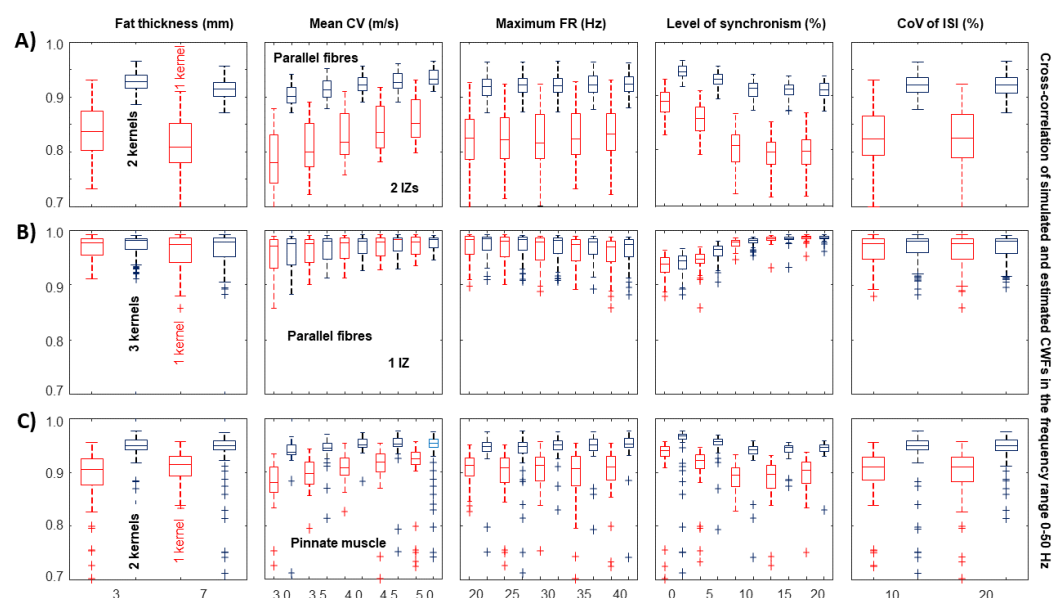 Fat thickness (mm)
Mean CV (m/s)
Maximum FR (Hz)
Level of synchronism (%)
CoV of ISI (%)
A)
1.0
0.9
0.8
0.7
2 kernels
1 kernel
Parallel fibres
2 IZs
B)
1.0
0.9
0.8
0.7
3 kernels
1 kernel
Parallel fibres
1 IZ
C)
1.0
0.9
0.8
0.7
2 kernels
1 kernel
Pinnate muscle
3 7
3.0 3.5 4.0 4.5 5.0
20 25 30 35 40
0 5 10 15 20
10 20
Cross-correlation of simulated and estimated CWFs in the frequency range 0-50 Hz